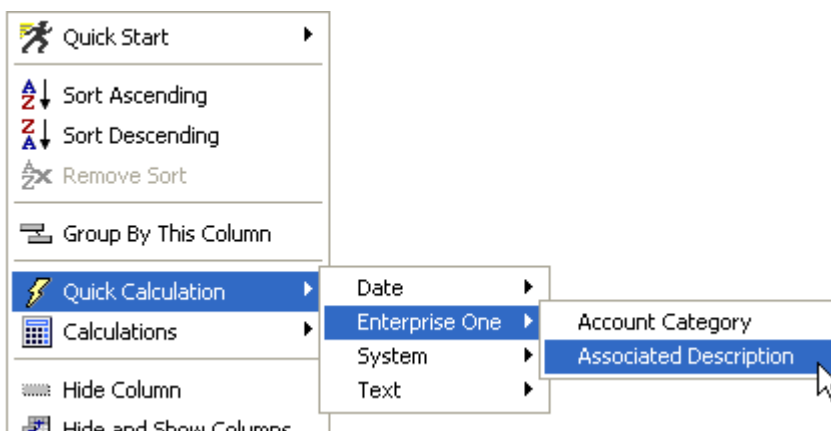 Quick Start
Sort Ascending
Sort Descending
Remove Sort
Group By This Column
Quick Calculation
Calculations
Hide Column
Hide and Show Columns
Date
Enterprise One
System
Text
Account Category
Associated Description